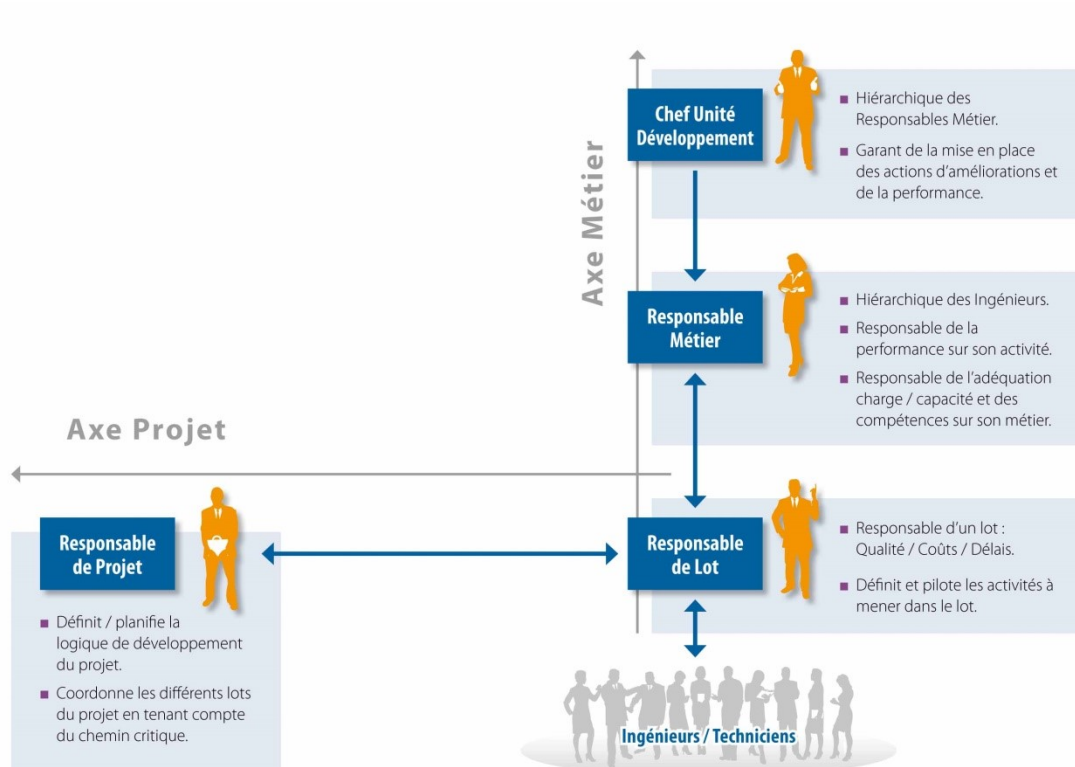 Axe Métier
Chef Unité
Développement
■ Hiérarchique des
Responsables Métier.
■ Garant de la mise en place
des actions d’améliorations et
de la performance.
Responsable
Métier
■ Hiérarchique des Ingénieurs.
■ Responsable de la
performance sur son activité.
■ Responsable de l’adéquation
charge / capacité et des
compétences sur son métier.
Axe Projet
Responsable
de Projet
■ Définit / planifie la
logique de développement
du projet.
■ Coordonne les différents lots
du projet en tenant compte
du chemin critique.
Responsable
de Lot
■ Responsable d’un lot :
Qualité / Coûts / Délais.
■ Définit et pilote les activités à
mener dans le lot.
Ingénieurs / Techniciens